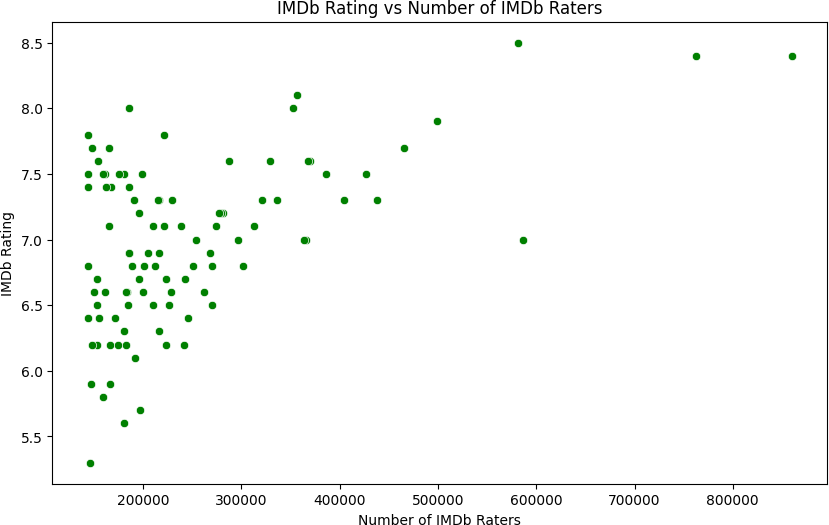 IMDb Rating vs Number of IMDb Raters
8.5
8.0
7.5
7.0
6.5
6.0
5.5
IMDb Rating
200000 300000 400000 500000 600000 700000 800000
Number of IMDb Raters